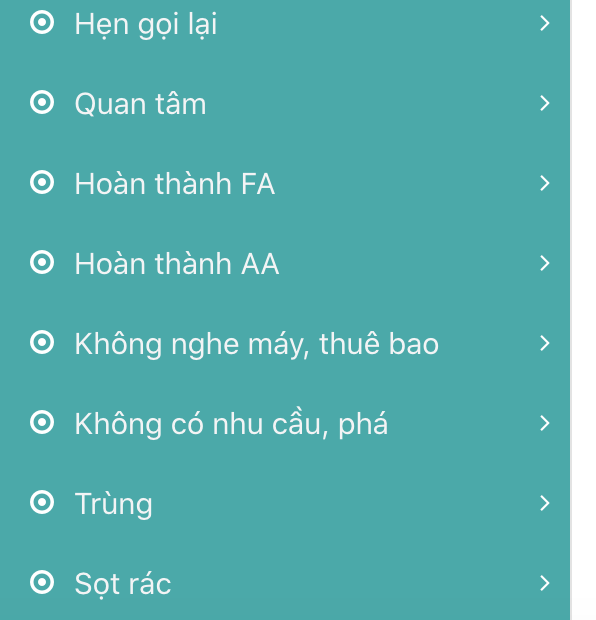 Hẹn gọi lại
Quan tâm
Hoàn thành FA
Hoàn thành AA
Không nghe máy, thuê bao
Không có nhu cầu, phá
Trùng
Sọt rác